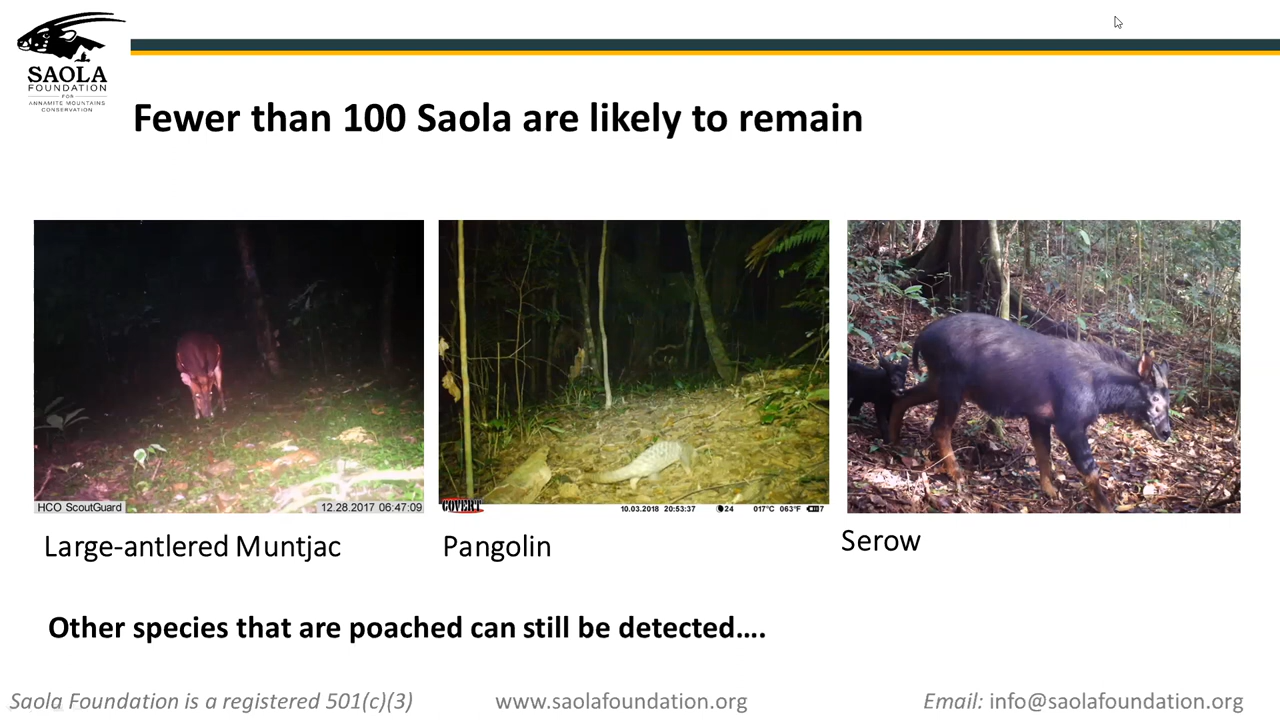 SAOLA
FOUNDATION
FOR
ANNAMITE MOUNTAINS
CONSERVATION
Fewer than 100 Saola are likely to remain
HCO ScoutGuard 12.28.2017 06:47:09
COVERT 10.03.2018 20:53:37 24 017°C 063°F 7
Large-antlered Muntjac
Pangolin
Serow
Other species that are poached can still be detected....
Saola Foundation is a registered 501(c)(3)
www.saolafoundation.org
Email: info@saolafoundation.org